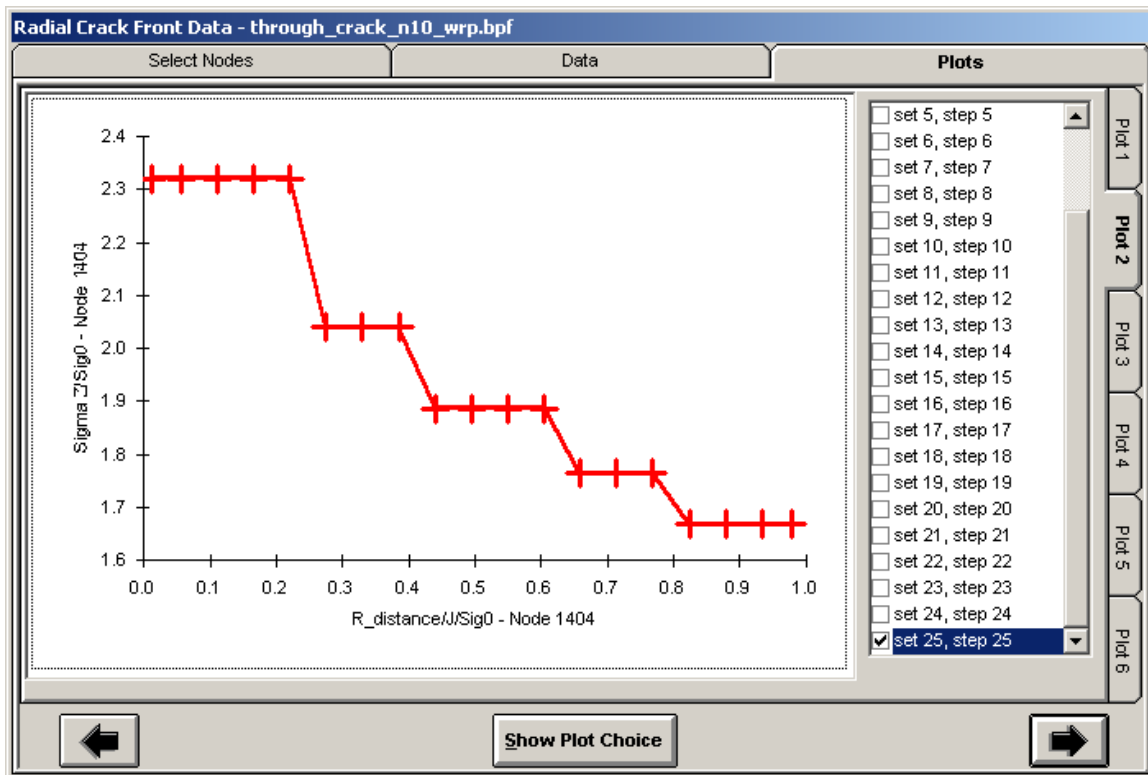 Radial Crack Front Data - through_crack_n10_wrp.bpf
Select Nodes
Data
Plots
2.4
2.3
2.2
2.1
2.0
1.9
1.8
1.7
1.6
Sigma Z/Sig0 - Node 1404
0.0 0.1 0.2 0.3 0.4 0.5 0.6 0.7 0.8 0.9 1.0
R_distance/J/Sig0 - Node 1404
set 5, step 5
set 6, step 6
set 7, step 7
set 8, step 8
set 9, step 9
set 10, step 10
set 11, step 11
set 12, step 12
set 13, step 13
set 14, step 14
set 15, step 15
set 16, step 16
set 17, step 17
set 18, step 18
set 19, step 19
set 20, step 20
set 21, step 21
set 22, step 22
set 23, step 23
set 24, step 24
set 25, step 25
Plot 1
Plot 2
Plot 3
Plot 4
Plot 5
Plot 6
Show Plot Choice